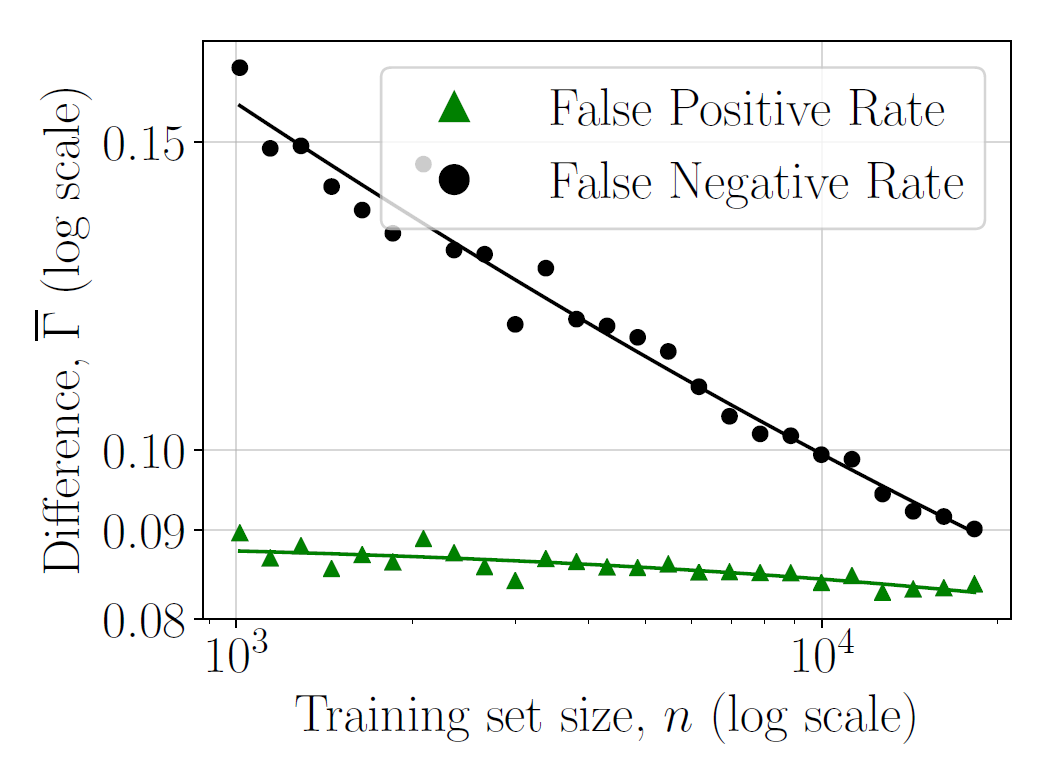 False Positive Rate
False Negative Rate
0.15
0.10
0.09
0.08
Difference, Γ̅ (log scale)
10³
10⁴
Training set size, n (log scale)